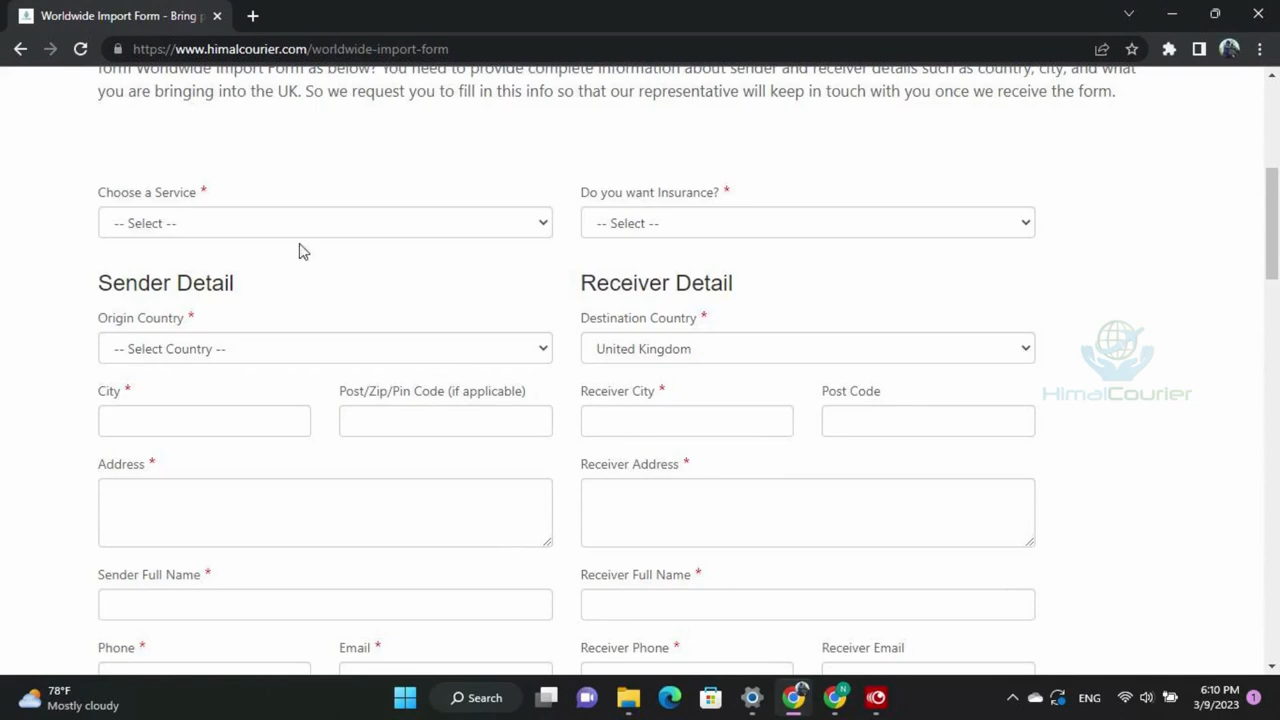 Worldwide Import Form - Bring p
https://www.himalcourier.com/worldwide-import-form
form Worldwide Import Form as below? You need to provide complete information about sender and receiver details such as country, city, and what
you are bringing into the UK. So we request you to fill in this info so that our representative will keep in touch with you once we receive the form.
Choose a Service * Do you want Insurance? *
-- Select -- -- Select --
Sender Detail Receiver Detail
Origin Country * Destination Country *
-- Select Country -- United Kingdom
City * Post/Zip/Pin Code (if applicable) Receiver City * Post Code
HimalCourier
Address * Receiver Address *
Sender Full Name * Receiver Full Name *
Phone * Email * Receiver Phone * Receiver Email
78°F
Mostly cloudy
Search
N
ENG
6:10 PM
3/9/2023
1